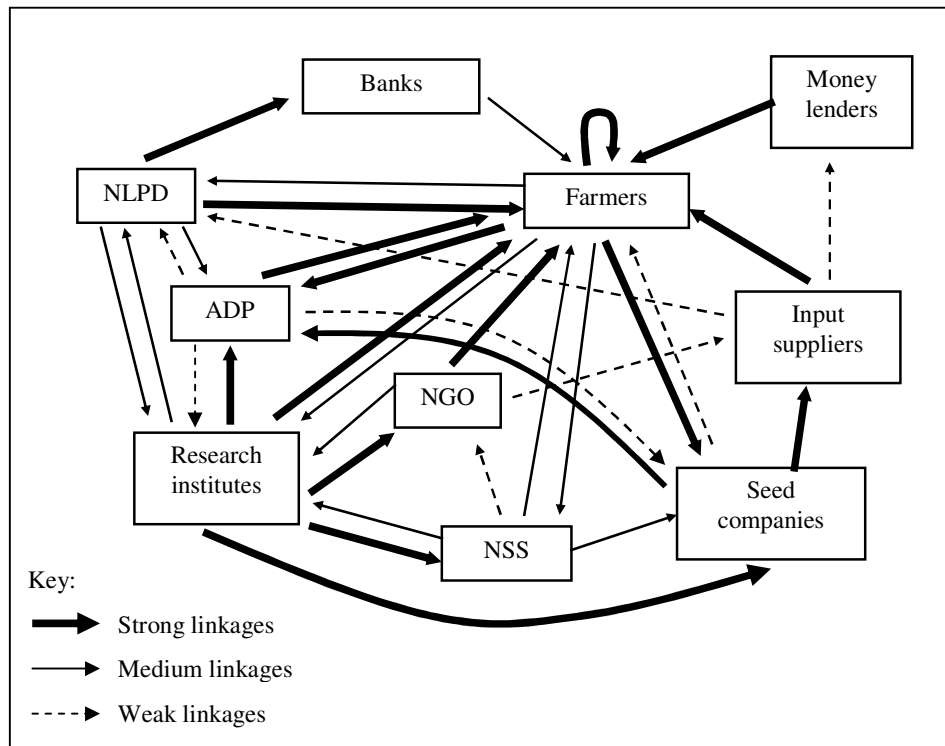 Banks
Money
lenders
NLPD
Farmers
ADP
Input
suppliers
NGO
Research
institutes
Seed
companies
NSS
Key:
Strong linkages
Medium linkages
Weak linkages